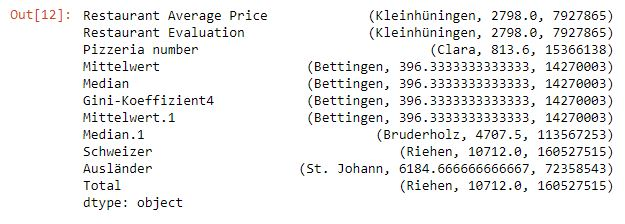 Out[12]: Restaurant Average Price (Kleinhüningen, 2798.0, 7927865)
Restaurant Evaluation (Kleinhüningen, 2798.0, 7927865)
Pizzeria number (Clara, 813.6, 15366138)
Mittelwert (Bettingen, 396.3333333333333, 14270003)
Median (Bettingen, 396.3333333333333, 14270003)
Gini-Koeffizient4 (Bettingen, 396.3333333333333, 14270003)
Mittelwert.1 (Bettingen, 396.3333333333333, 14270003)
Median.1 (Bruderholz, 4707.5, 113567253)
Schweizer (Riehen, 10712.0, 160527515)
Ausländer (St. Johann, 6184.666666666667, 72358543)
Total (Riehen, 10712.0, 160527515)
dtype: object